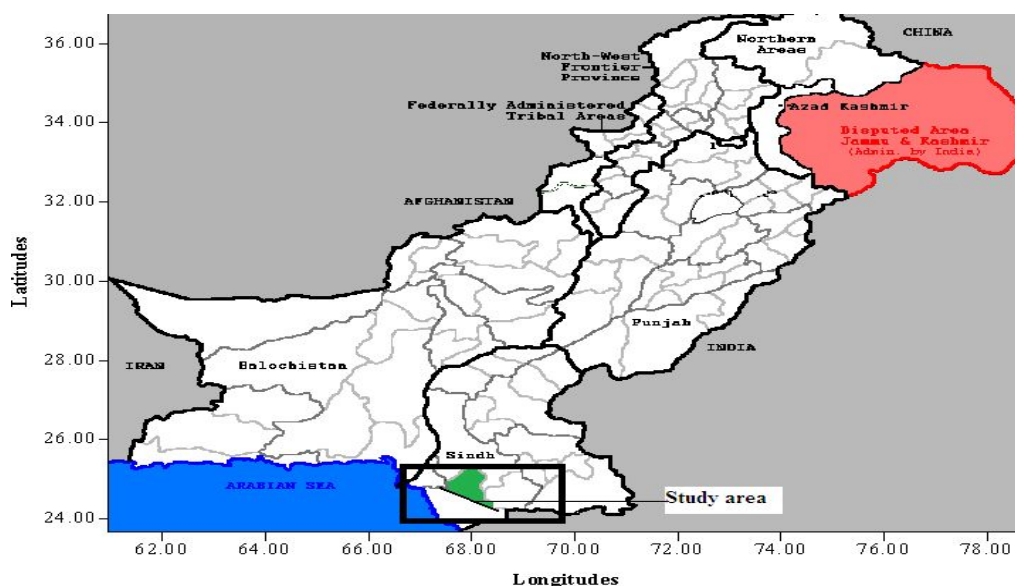 36.00
34.00
32.00
30.00
28.00
26.00
24.00
Latitudes
CHINA
Northern
Areas
North-West
Frontier
Province
Federally Administered
Tribal Areas
Azad Kashmir
Disputed Area
Jammu & Kashmir
(Admin. by India)
AFGHANISTAN
Punjab
INDIA
IRAN
Balochistan
Sindh
ARABIAN SEA
Study area
62.00 64.00 66.00 68.00 70.00 72.00 74.00 76.00 78.00
Longitudes